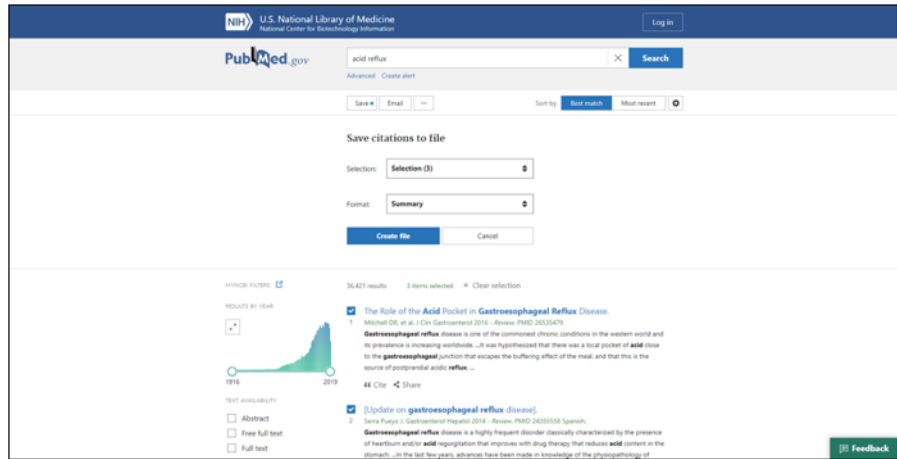 NIH U.S. National Library of Medicine
National Center for Biotechnology Information
Log in
PubMed.gov
acid reflux
Search
Advanced Create alert
Save Email ...
Sort by Best match Most recent
Save citations to file
Selection: Selection (3)
Format: Summary
Create file Cancel
MYNCBI FILTERS
36,421 results 3 items selected × Clear selection
RESULTS BY YEAR
1916 2019
TEXT AVAILABILITY
Abstract
Free full text
Full text
The Role of the Acid Pocket in Gastroesophageal Reflux Disease.
1 Mitchell DR, et al. J Clin Gastroenterol 2016 - Review. PMID 26535479
Gastroesophageal reflux disease is one of the commonest chronic conditions in the western world and
its prevalence is increasing worldwide. ...It was hypothesized that there was a local pocket of acid close
to the gastroesophageal junction that escapes the buffering effect of the meal, and that this is the
source of postprandial acidic reflux. ...
Cite Share
[Update on gastroesophageal reflux disease].
2 Serra Pueyo J. Gastroenterol Hepatol 2014 - Review. PMID 24355558 Spanish.
Gastroesophageal reflux disease is a highly frequent disorder classically characterized by the presence
of heartburn and/or acid regurgitation that improves with drug therapy that reduces acid content in the
stomach. ...In the last few years, advances have been made in knowledge of the physiopathology of
Feedback